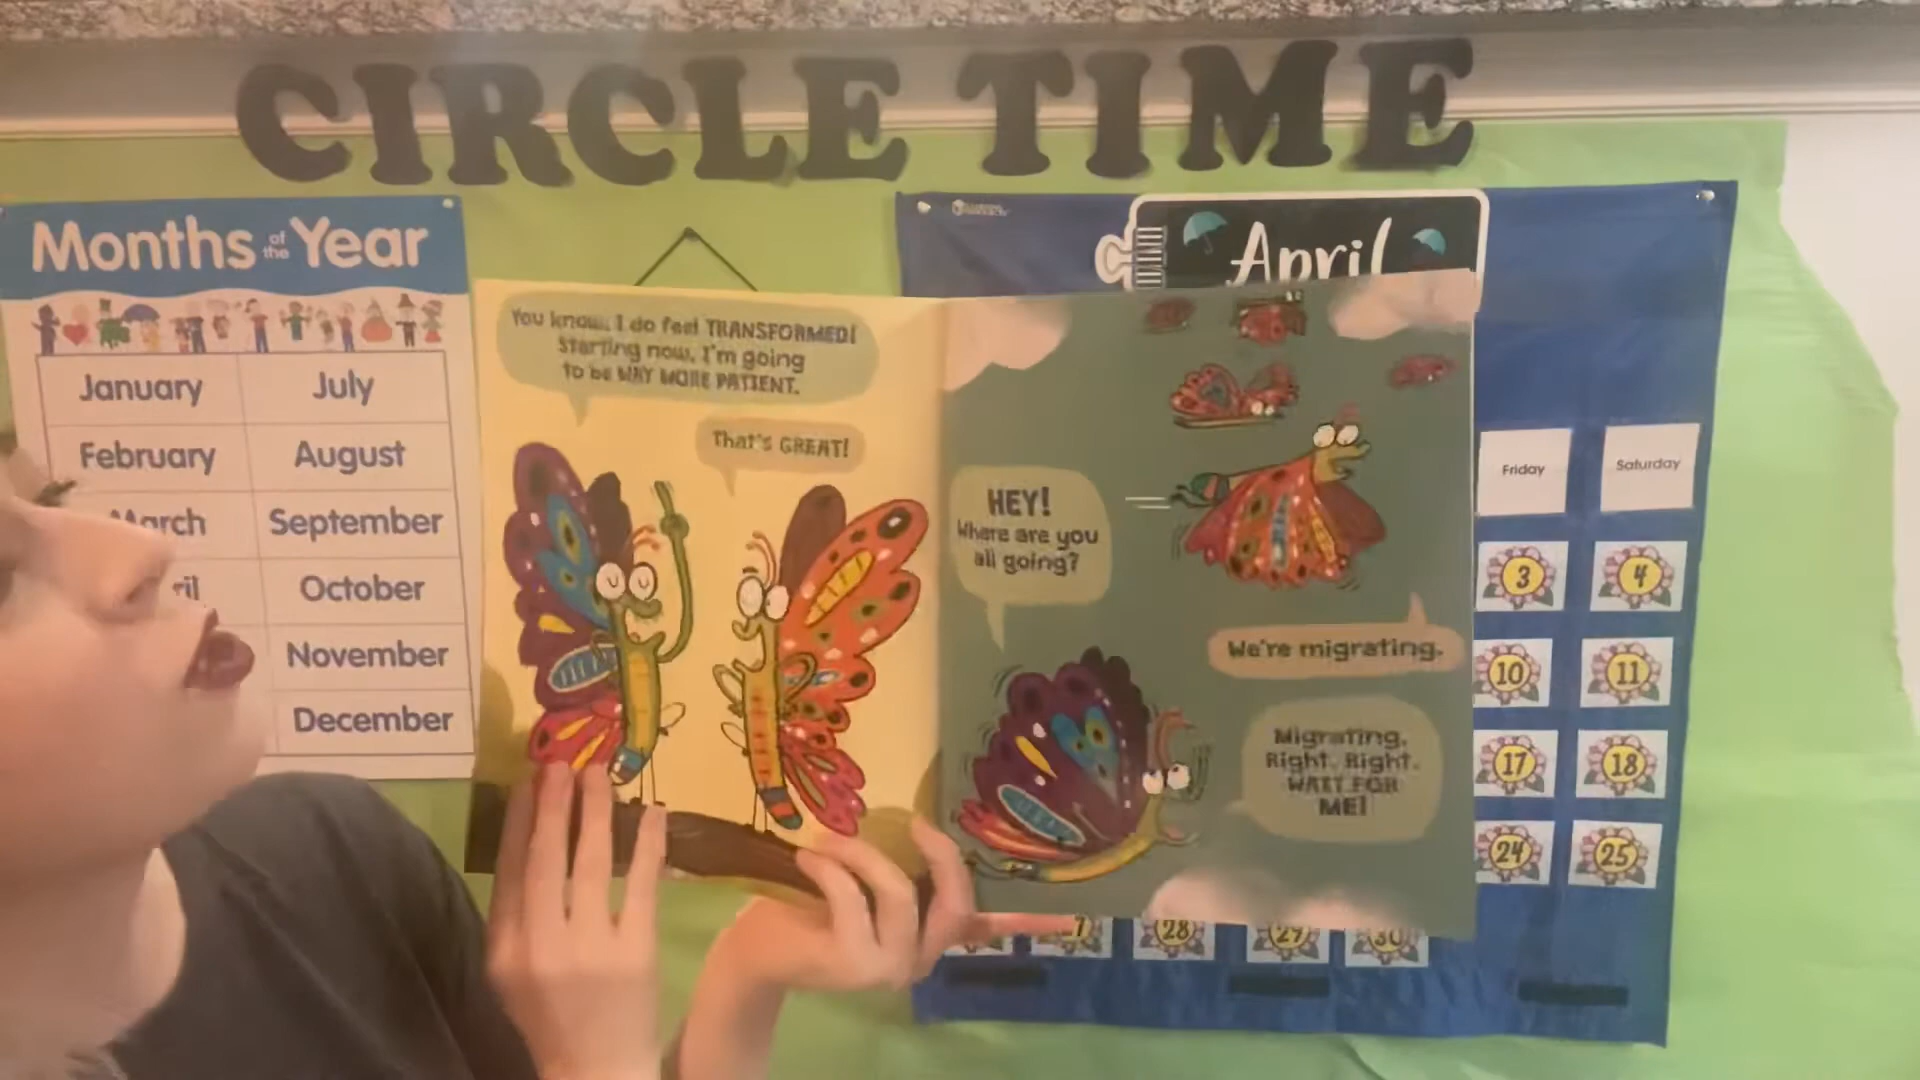 CIRCLE TIME
Months of the Year
January
July
February
August
March
September
October
November
December
April
Friday
Saturday
3
4
10
11
17
18
24
25
28
29
30
You know, I do feel TRANSFORMED!
Starting now, I'm going
to be WAY MORE PATIENT.
That's GREAT!
HEY!
Where are you
all going?
We're migrating.
Migrating.
Right. Right.
WAIT FOR
ME!